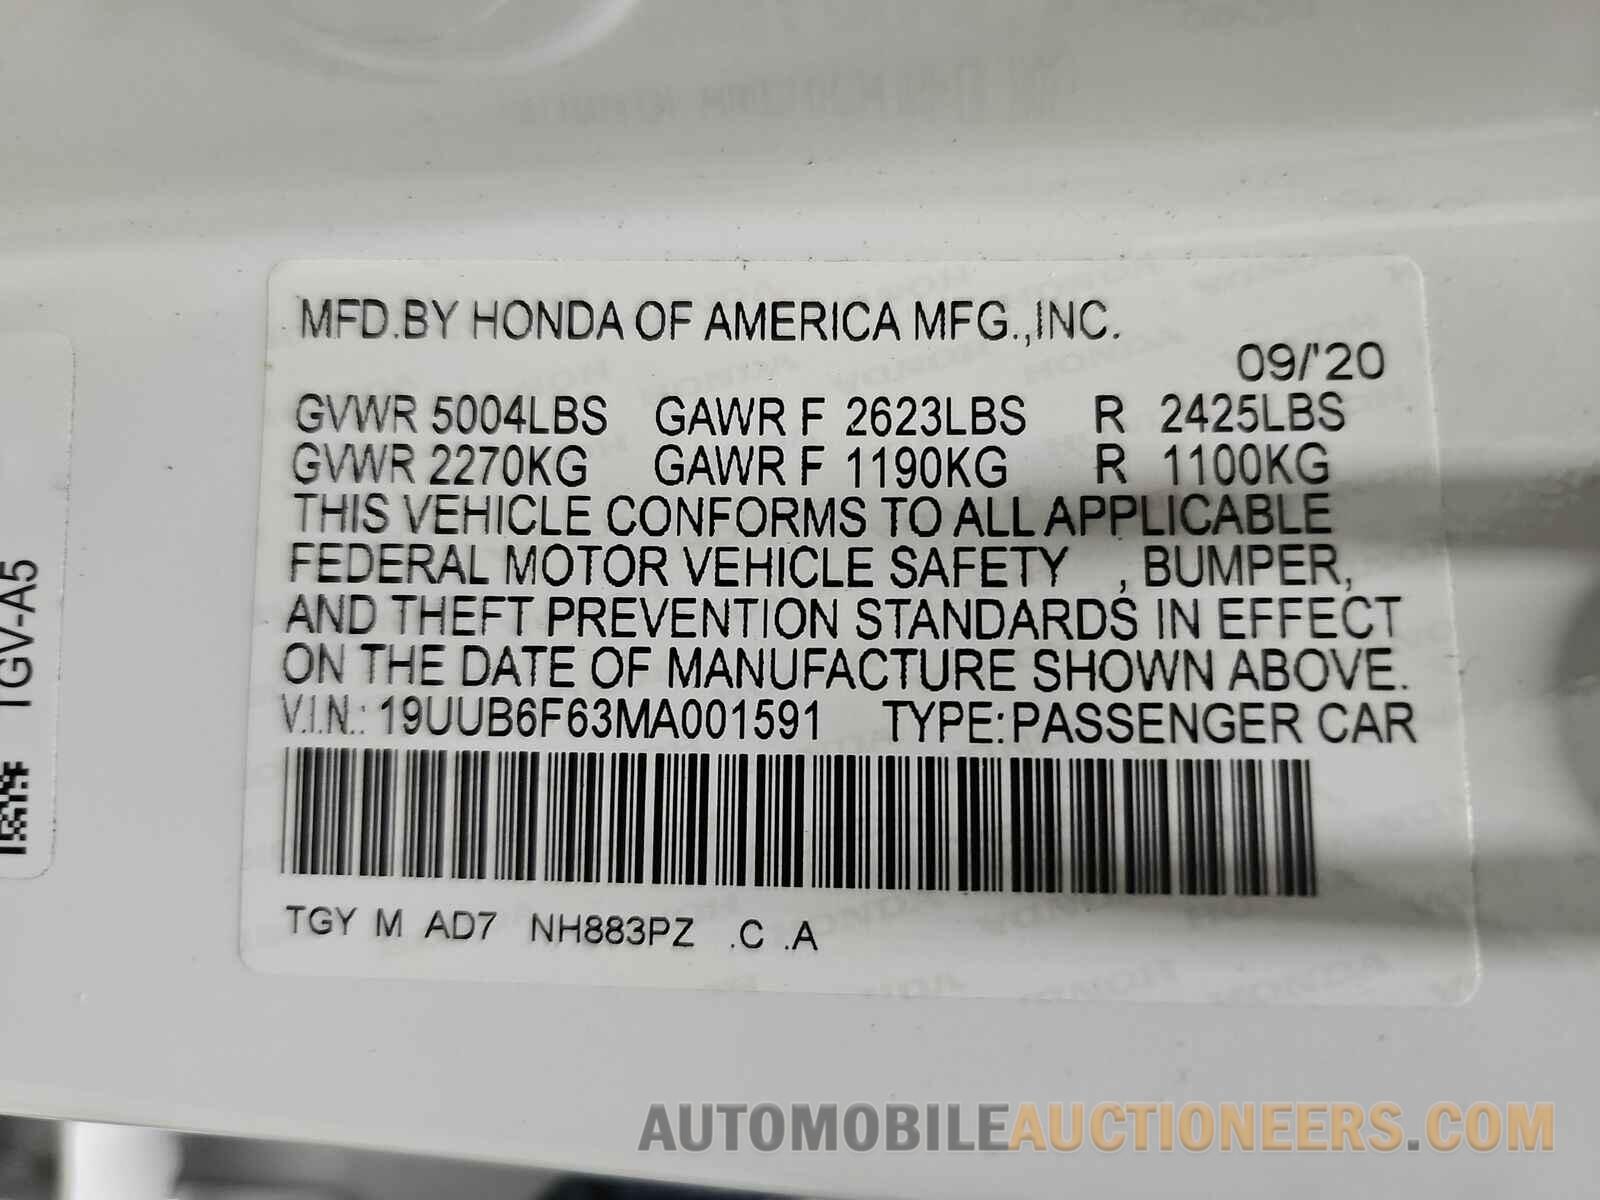 MFD.BY HONDA OF AMERICA MFG.,INC.
09/'20
GVWR 5004LBS GAWR F 2623LBS R 2425LBS
GVWR 2270KG GAWR F 1190KG R 1100KG
THIS VEHICLE CONFORMS TO ALL APPLICABLE
FEDERAL MOTOR VEHICLE SAFETY , BUMPER,
AND THEFT PREVENTION STANDARDS IN EFFECT
ON THE DATE OF MANUFACTURE SHOWN ABOVE.
V.I.N.: 19UUB6F63MA001591 TYPE:PASSENGER CAR
TGY M AD7 NH883PZ .C .A
TGV-A5
AUTOMOBILEAUCTIONEERS.COM